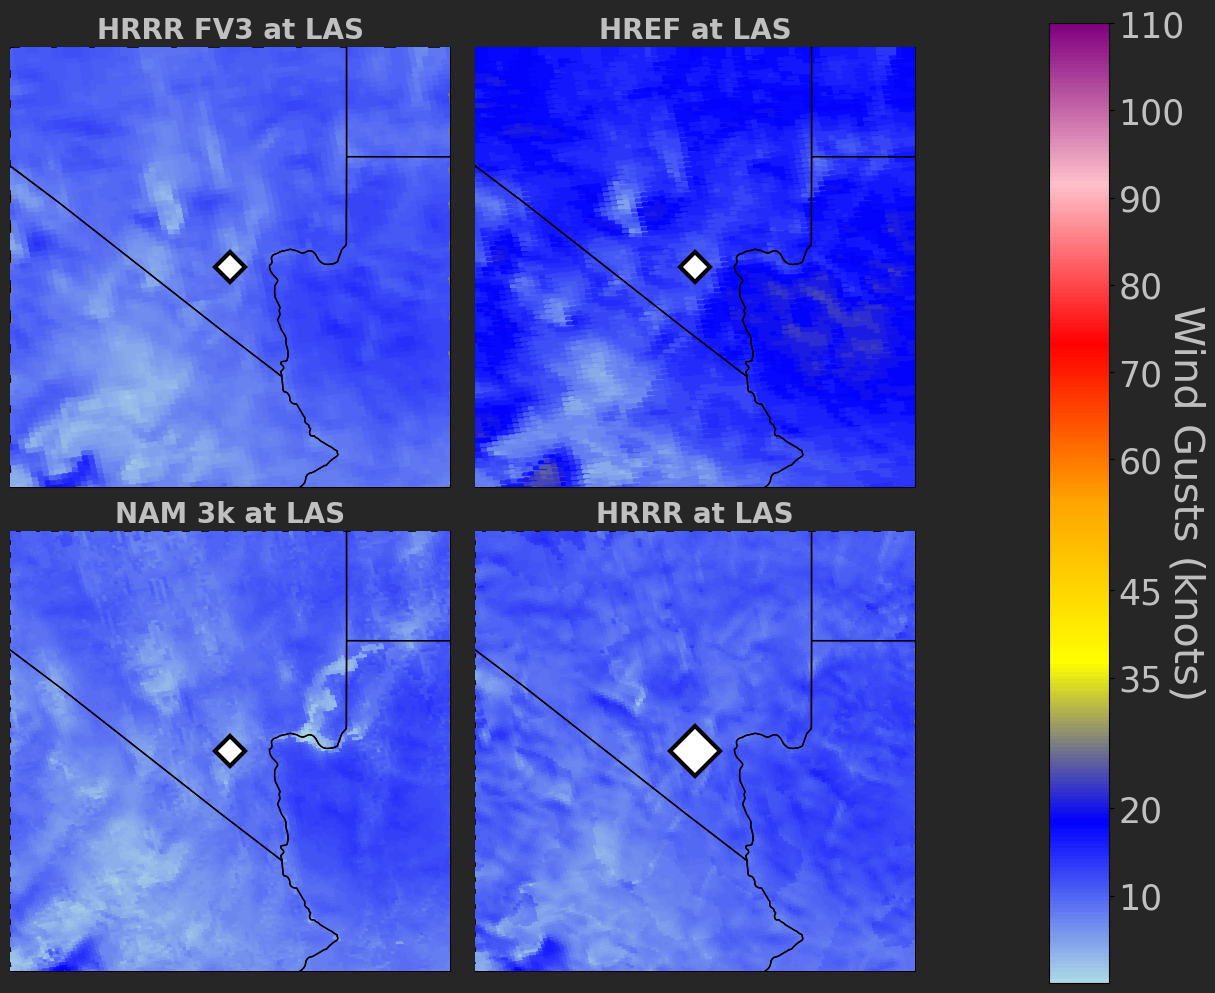 HRRR FV3 at LAS
HREF at LAS
NAM 3k at LAS
HRRR at LAS
110
100
90
80
70
60
45
35
20
10
Wind Gusts (knots)